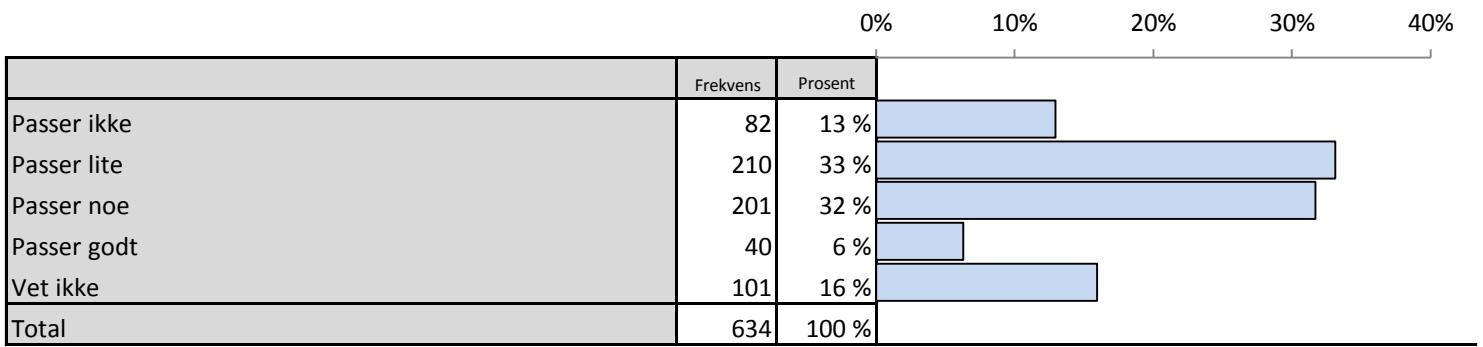 0% 10% 20% 30% 40%
Frekvens Prosent
Passer ikke 82 13 %
Passer lite 210 33 %
Passer noe 201 32 %
Passer godt 40 6 %
Vet ikke 101 16 %
Total 634 100 %